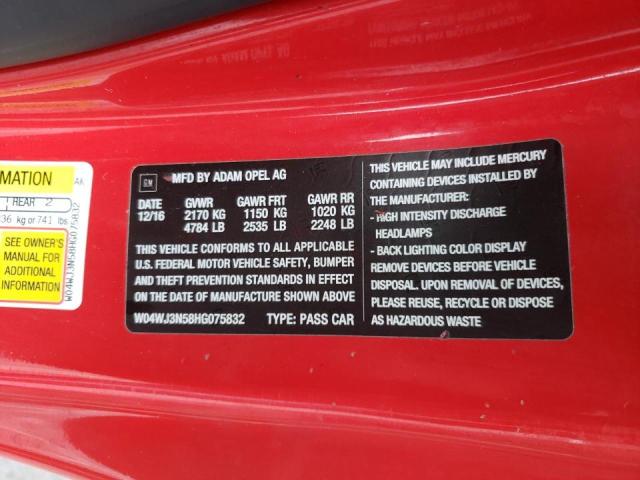 MATION
REAR 2
336 kg or 741 lbs
SEE OWNER'S
MANUAL FOR
ADDITIONAL
INFORMATION
W04WJ3N58HG075832
GM
MFD BY ADAM OPEL AG
DATE GVWR GAWR FRT GAWR RR
12/16 2170 KG 1150 KG 1020 KG
4784 LB 2535 LB 2248 LB
THIS VEHICLE CONFORMS TO ALL APPLICABLE
U.S. FEDERAL MOTOR VEHICLE SAFETY, BUMPER
AND THEFT PREVENTION STANDARDS IN EFFECT
ON THE DATE OF MANUFACTURE SHOWN ABOVE
W04WJ3N58HG075832 TYPE: PASS CAR
THIS VEHICLE MAY INCLUDE MERCURY
CONTAINING DEVICES INSTALLED BY
THE MANUFACTURER:
- HIGH INTENSITY DISCHARGE
HEADLAMPS
- BACK LIGHTING COLOR DISPLAY
REMOVE DEVICES BEFORE VEHICLE
DISPOSAL. UPON REMOVAL OF DEVICES,
PLEASE REUSE, RECYCLE OR DISPOSE
AS HAZARDOUS WASTE